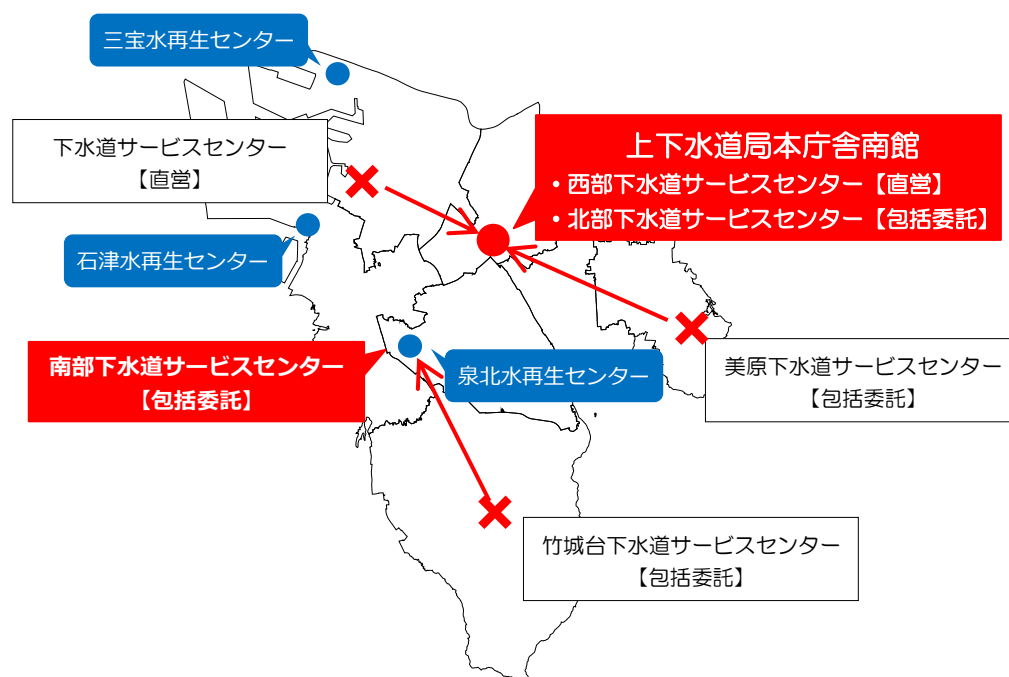 三宝水再生センター
下水道サービスセンター
【直営】
上下水道局本庁舎南館
・西部下水道サービスセンター【直営】
・北部下水道サービスセンター【包括委託】
石津水再生センター
南部下水道サービスセンター
【包括委託】
泉北水再生センター
美原下水道サービスセンター
【包括委託】
竹城台下水道サービスセンター
【包括委託】